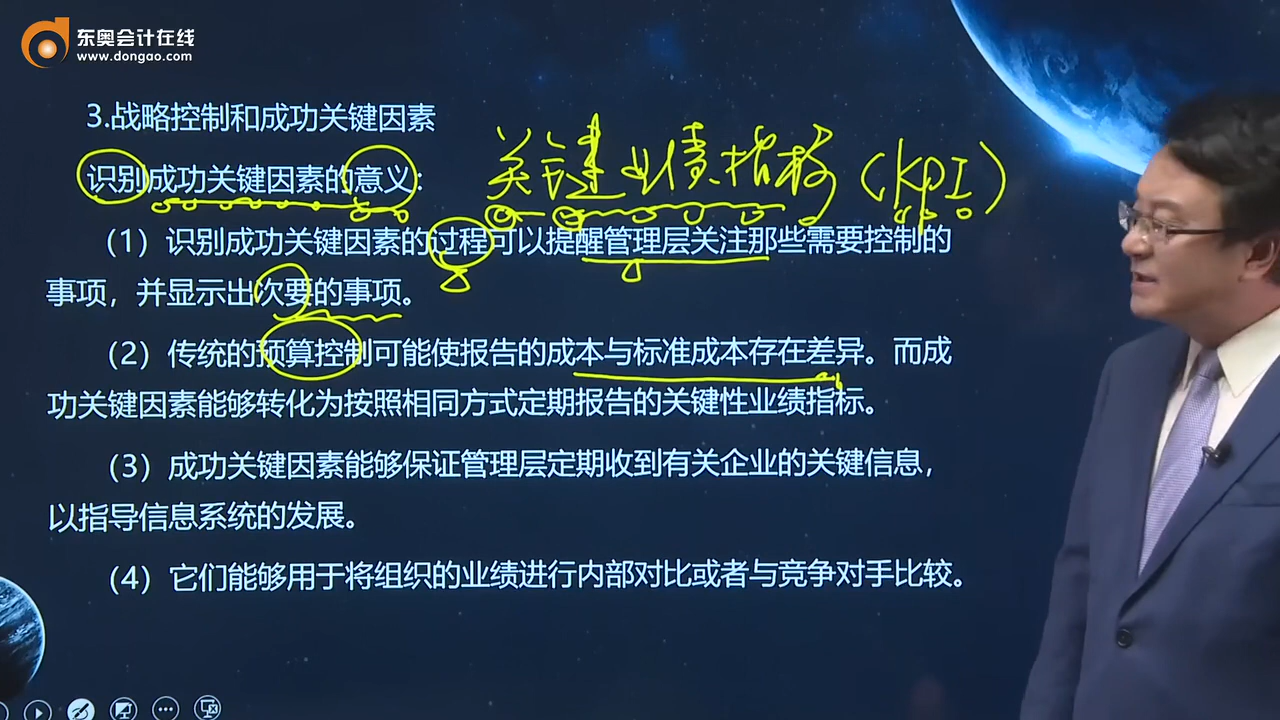 东奥会计在线
www.dongao.com
3.战略控制和成功关键因素
关键业绩指标（KPI）
识别成功关键因素的意义：
（1）识别成功关键因素的过程可以提醒管理层关注那些需要控制的
事项，并显示出次要的事项。
（2）传统的预算控制可能使报告的成本与标准成本存在差异。而成
功关键因素能够转化为按照相同方式定期报告的关键性业绩指标。
（3）成功关键因素能够保证管理层定期收到有关企业的关键信息，
以指导信息系统的发展。
（4）它们能够用于将组织的业绩进行内部对比或者与竞争对手比较。